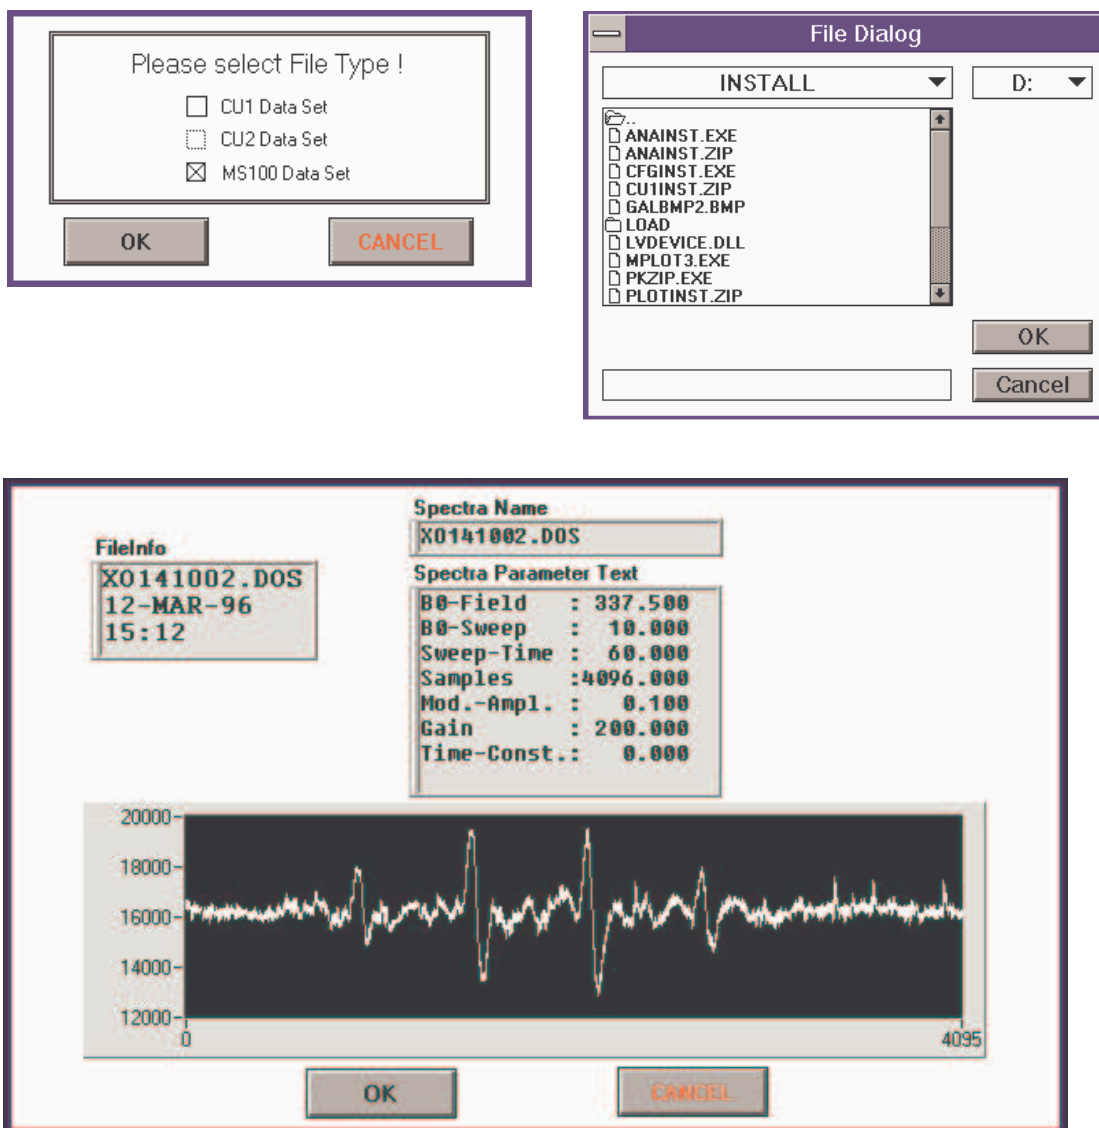 Please select File Type !
CU1 Data Set
CU2 Data Set
MS100 Data Set
OK
CANCEL
File Dialog
INSTALL
D:
..
ANAINST.EXE
ANAINST.ZIP
CFGINST.EXE
CU1INST.ZIP
GALBMP2.BMP
LOAD
LVDEVICE.DLL
MPLOT3.EXE
PKZIP.EXE
PLOTINST.ZIP
OK
Cancel
FileInfo
XO141002.DOS
12-MAR-96
15:12
Spectra Name
XO141002.DOS
Spectra Parameter Text
B0-Field : 337.500
B0-Sweep : 10.000
Sweep-Time : 60.000
Samples :4096.000
Mod.-Ampl. : 0.100
Gain : 200.000
Time-Const.: 0.000
20000
18000
16000
14000
12000
0
4095
OK
CANCEL